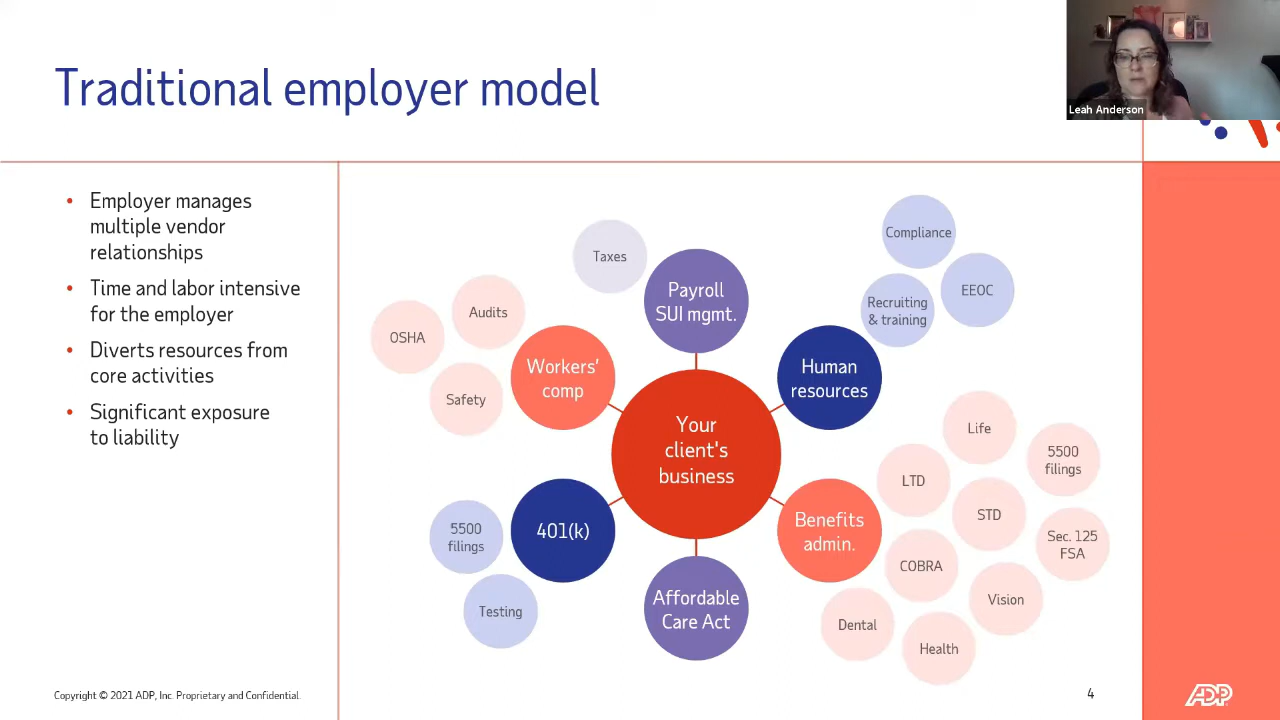 Traditional employer model
Leah Anderson
• Employer manages
multiple vendor
relationships
• Time and labor intensive
for the employer
• Diverts resources from
core activities
• Significant exposure
to liability
Taxes
Payroll
SUI mgmt.
Compliance
EEOC
Recruiting
& training
Human
resources
Audits
OSHA
Safety
Workers'
comp
Your
client's
business
Life
5500
filings
LTD
STD
Sec. 125
FSA
COBRA
Vision
Dental
Health
Benefits
admin.
401(k)
5500
filings
Testing
Affordable
Care Act
Copyright © 2021 ADP, Inc. Proprietary and Confidential.
4
ADP